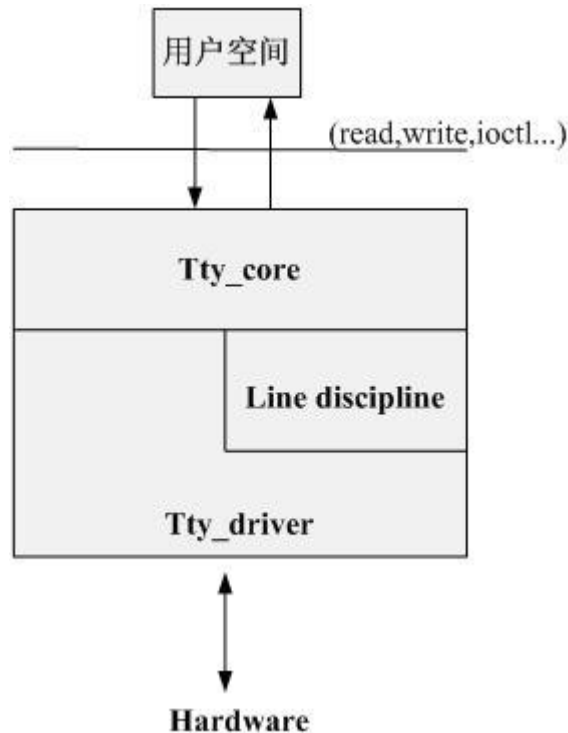 用户空间
(read,write,ioctl...)
Tty_core
Line discipline
Tty_driver
Hardware